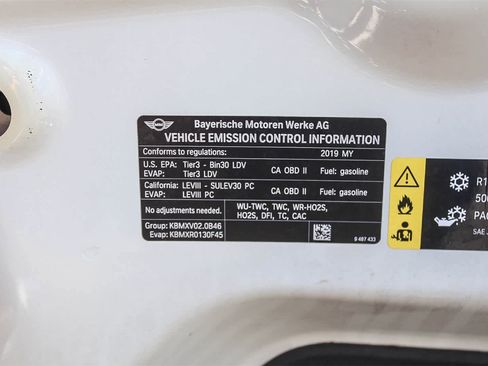 MINI
Bayerische Motoren Werke AG
VEHICLE EMISSION CONTROL INFORMATION
Conforms to regulations: 2019 MY
U.S. EPA: Tier3 - Bin30 LDV CA OBD II Fuel: gasoline
EVAP: Tier3 LDV
California: LEVIII - SULEV30 PC CA OBD II Fuel: gasoline
EVAP: LEVIII PC
No adjustments needed. WU-TWC, TWC, WR-HO2S,
HO2S, DFI, TC, CAC
Group: KBMXV02.0B46
Evap: KBMXR0130F45
9 487 433
R1
50
PA
SAE J